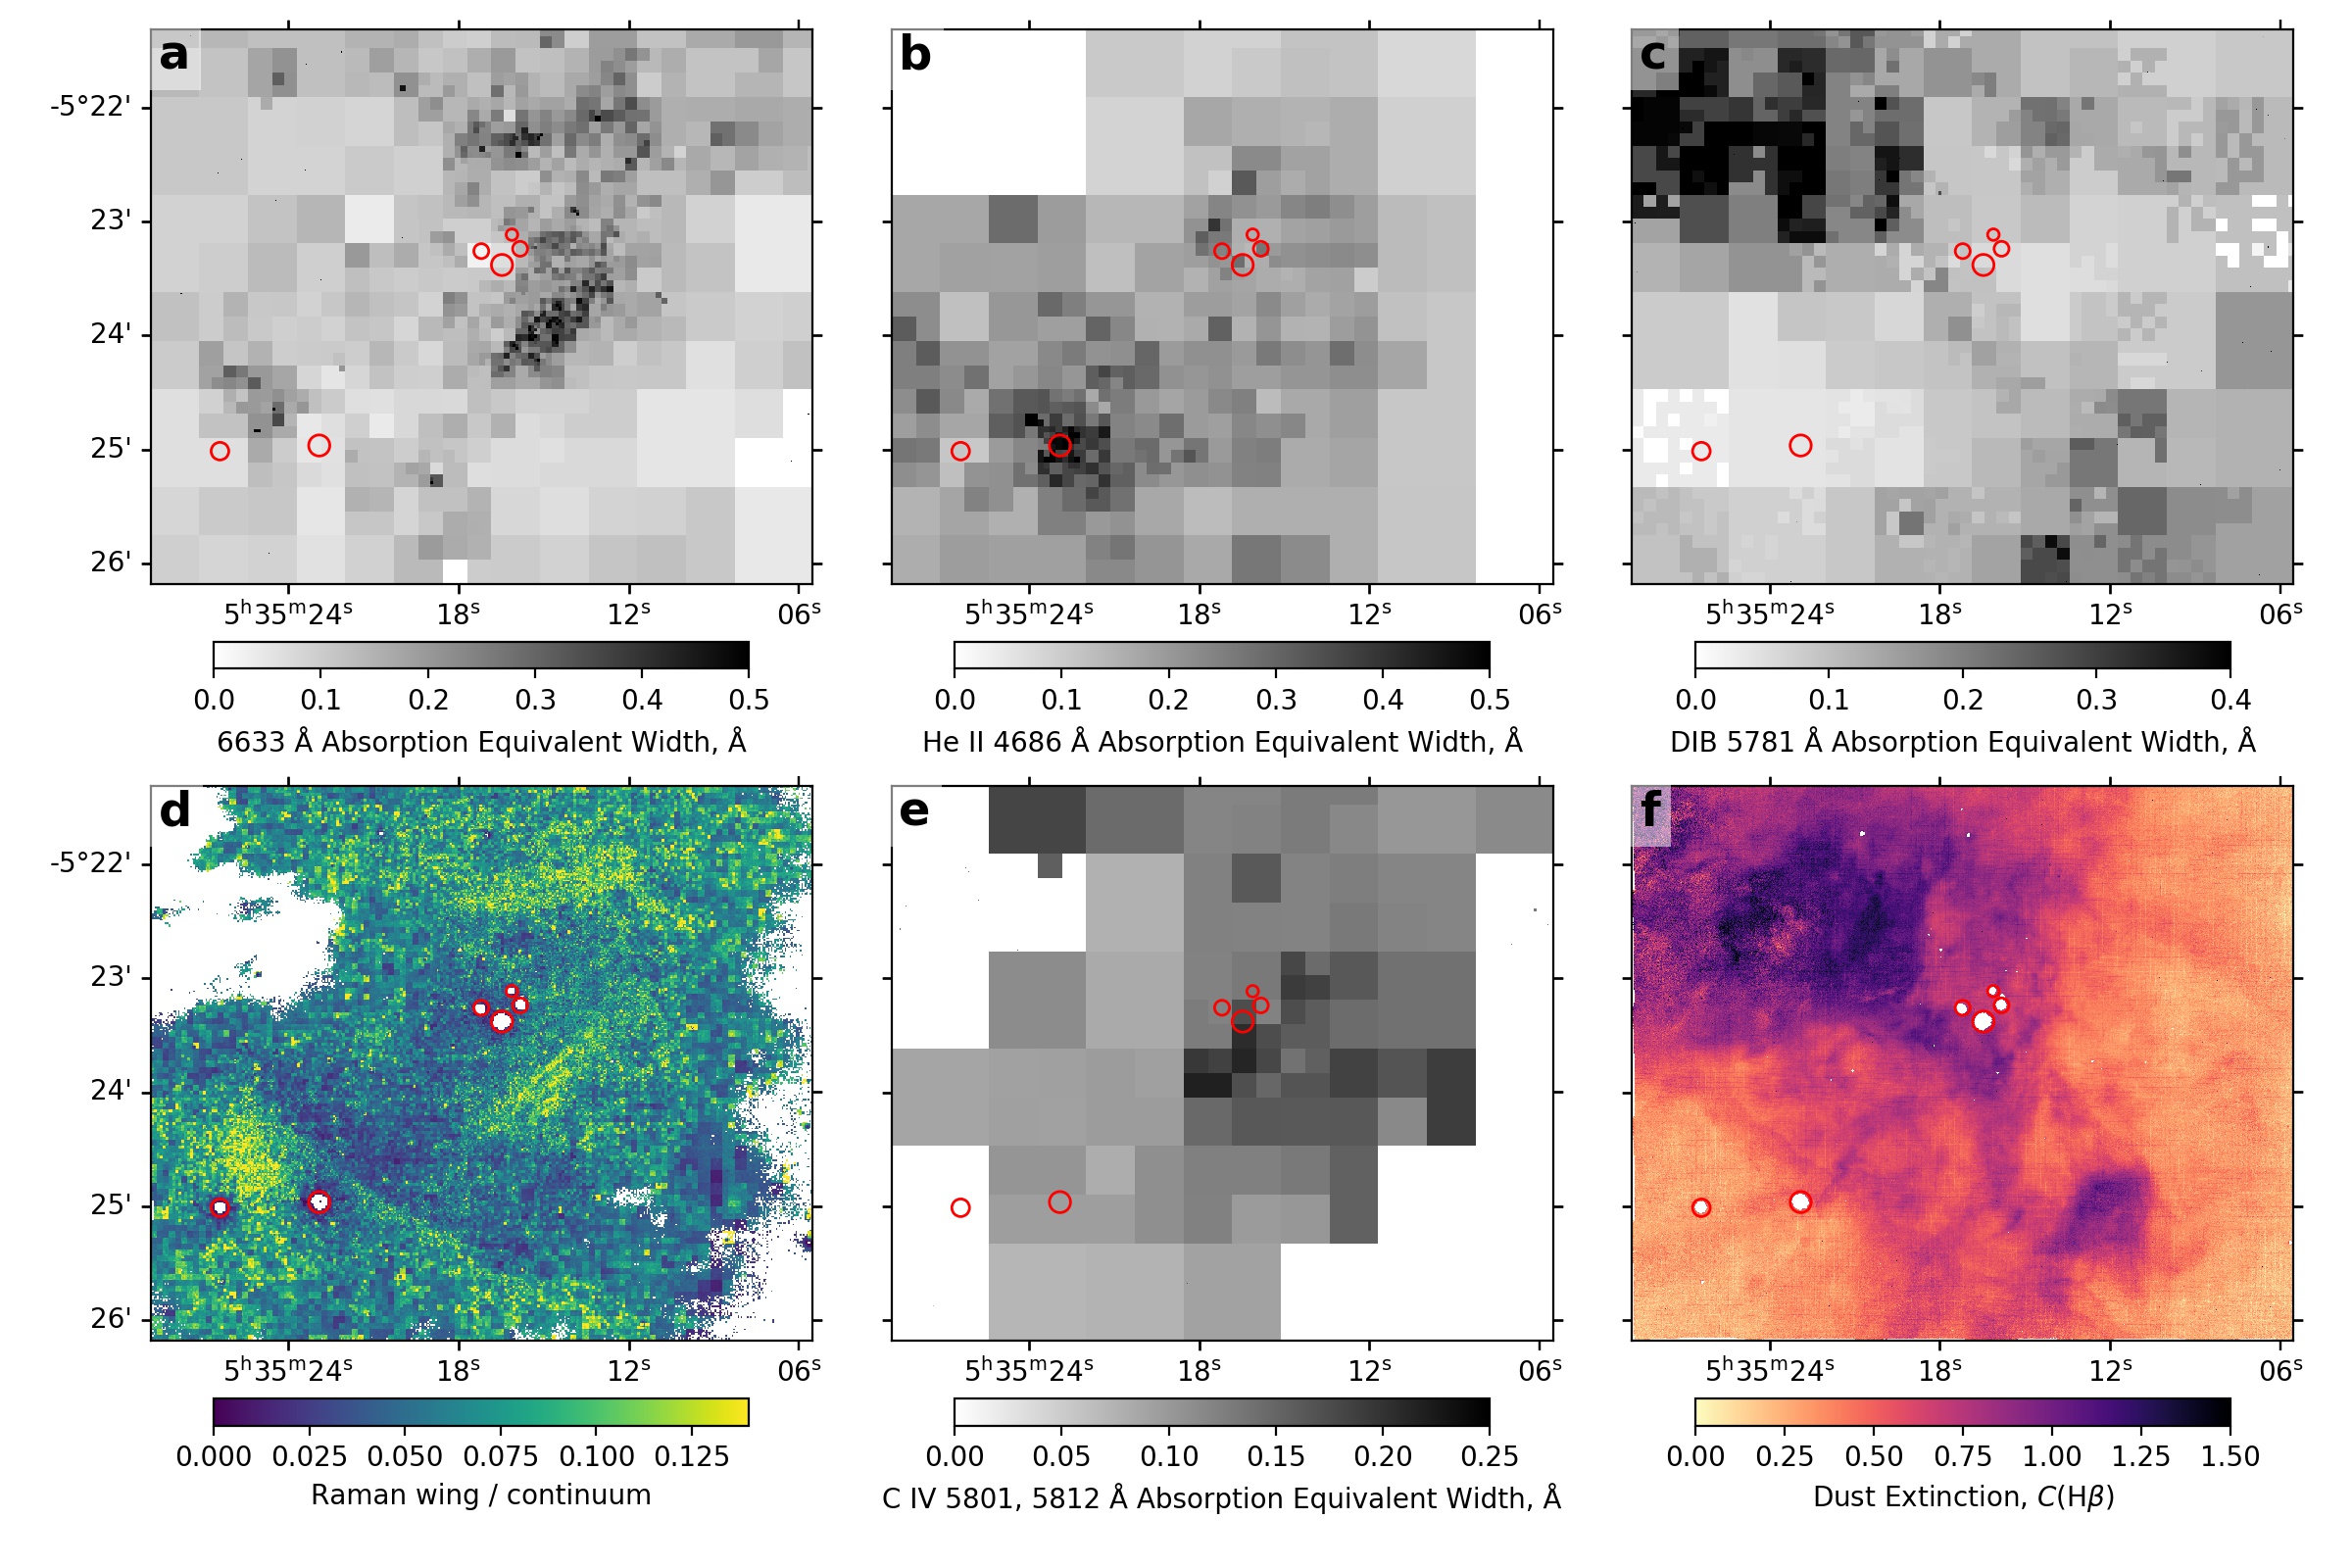 a
b
c
-5°22'
23'
24'
25'
26'
5ʰ35ᵐ24ˢ 18ˢ 12ˢ 06ˢ
5ʰ35ᵐ24ˢ 18ˢ 12ˢ 06ˢ
5ʰ35ᵐ24ˢ 18ˢ 12ˢ 06ˢ
0.0 0.1 0.2 0.3 0.4 0.5
0.0 0.1 0.2 0.3 0.4 0.5
0.0 0.1 0.2 0.3 0.4
6633 Å Absorption Equivalent Width, Å
He II 4686 Å Absorption Equivalent Width, Å
DIB 5781 Å Absorption Equivalent Width, Å
d
e
f
-5°22'
23'
24'
25'
26'
5ʰ35ᵐ24ˢ 18ˢ 12ˢ 06ˢ
5ʰ35ᵐ24ˢ 18ˢ 12ˢ 06ˢ
5ʰ35ᵐ24ˢ 18ˢ 12ˢ 06ˢ
0.000 0.025 0.050 0.075 0.100 0.125
0.00 0.05 0.10 0.15 0.20 0.25
0.00 0.25 0.50 0.75 1.00 1.25 1.50
Raman wing / continuum
C IV 5801, 5812 Å Absorption Equivalent Width, Å
Dust Extinction, C(Hβ)